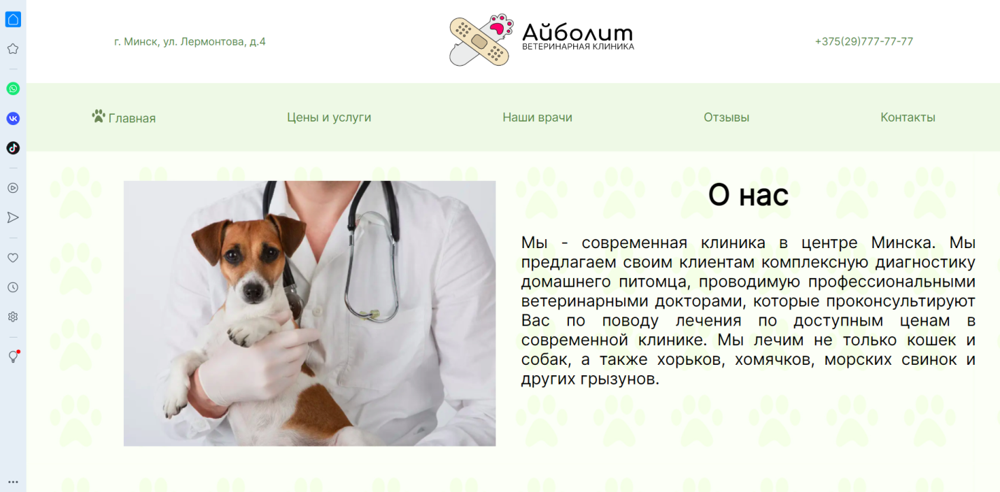 г. Минск, ул. Лермонтова, д.4
Айболит
ВЕТЕРИНАРНАЯ КЛИНИКА
+375(29)777-77-77
Главная
Цены и услуги
Наши врачи
Отзывы
Контакты
О нас
Мы - современная клиника в центре Минска. Мы
предлагаем своим клиентам комплексную диагностику
домашнего питомца, проводимую профессиональными
ветеринарными докторами, которые проконсультируют
Вас по поводу лечения по доступным ценам в
современной клинике. Мы лечим не только кошек и
собак, а также хорьков, хомячков, морских свинок и
других грызунов.